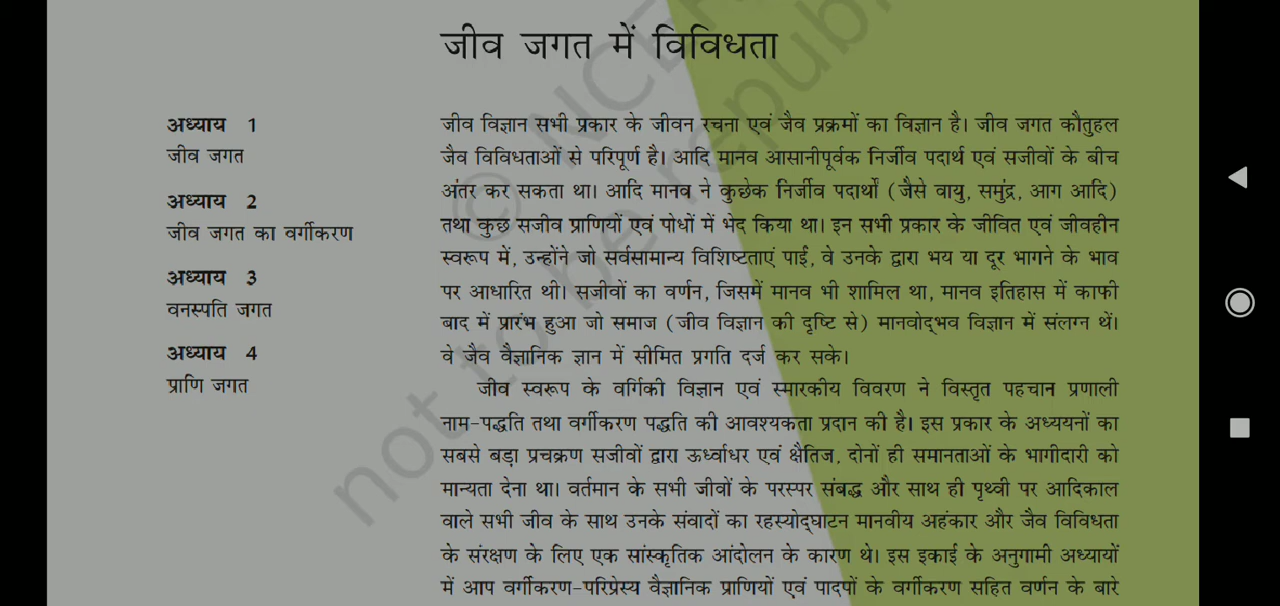 जीव जगत में विविधता
अध्याय 1
जीव जगत
अध्याय 2
जीव जगत का वर्गीकरण
अध्याय 3
वनस्पति जगत
अध्याय 4
प्राणि जगत
जीव विज्ञान सभी प्रकार के जीवन रचना एवं जैव प्रक्रमों का विज्ञान है। जीव जगत कौतुहल
जैव विविधताओं से परिपूर्ण है। आदि मानव आसानीपूर्वक निर्जीव पदार्थ एवं सजीवों के बीच
अंतर कर सकता था। आदि मानव ने कुछेक निर्जीव पदार्थों (जैसे वायु, समुंद्र, आग आदि)
तथा कुछ सजीव प्राणियों एवं पोधों में भेद किया था। इन सभी प्रकार के जीवित एवं जीवहीन
स्वरूप में, उन्होंने जो सर्वसामान्य विशिष्टताएं पाईं, वे उनके द्वारा भय या दूर भागने के भाव
पर आधारित थी। सजीवों का वर्णन, जिसमें मानव भी शामिल था, मानव इतिहास में काफी
बाद में प्रारंभ हुआ जो समाज (जीव विज्ञान की दृष्टि से) मानवोद्भव विज्ञान में संलग्न थें।
वे जैव वैज्ञानिक ज्ञान में सीमित प्रगति दर्ज कर सके।
जीव स्वरूप के वर्गिकी विज्ञान एवं स्मारकीय विवरण ने विस्तृत पहचान प्रणाली
नाम-पद्धति तथा वर्गीकरण पद्धति की आवश्यकता प्रदान की है। इस प्रकार के अध्ययनों का
सबसे बड़ा प्रचक्रण सजीवों द्वारा ऊर्ध्वाधर एवं क्षैतिज, दोनों ही समानताओं के भागीदारी को
मान्यता देना था। वर्तमान के सभी जीवों के परस्पर संबद्ध और साथ ही पृथ्वी पर आदिकाल
वाले सभी जीव के साथ उनके संवादों का रहस्योद्घाटन मानवीय अहंकार और जैव विविधता
के संरक्षण के लिए एक सांस्कृतिक आंदोलन के कारण थे। इस इकाई के अनुगामी अध्यायों
में आप वर्गीकरण-परिप्रेस्य वैज्ञानिक प्राणियों एवं पादपों के वर्गीकरण सहित वर्णन के बारे
© NCER
not to be republ